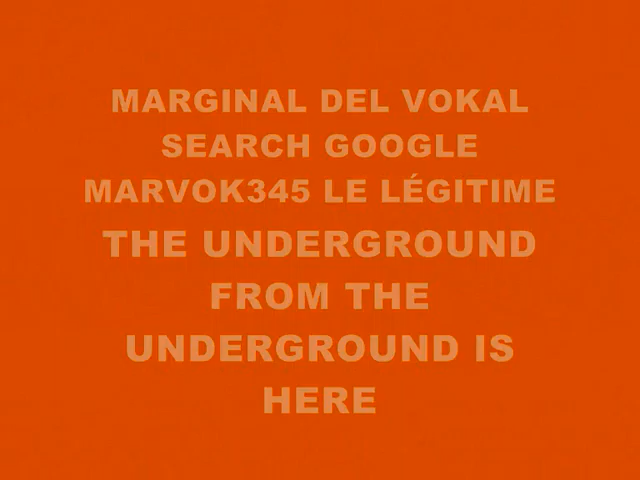 MARGINAL DEL VOKAL
SEARCH GOOGLE
MARVOK345 LE LÉGITIME
THE UNDERGROUND
FROM THE
UNDERGROUND IS
HERE